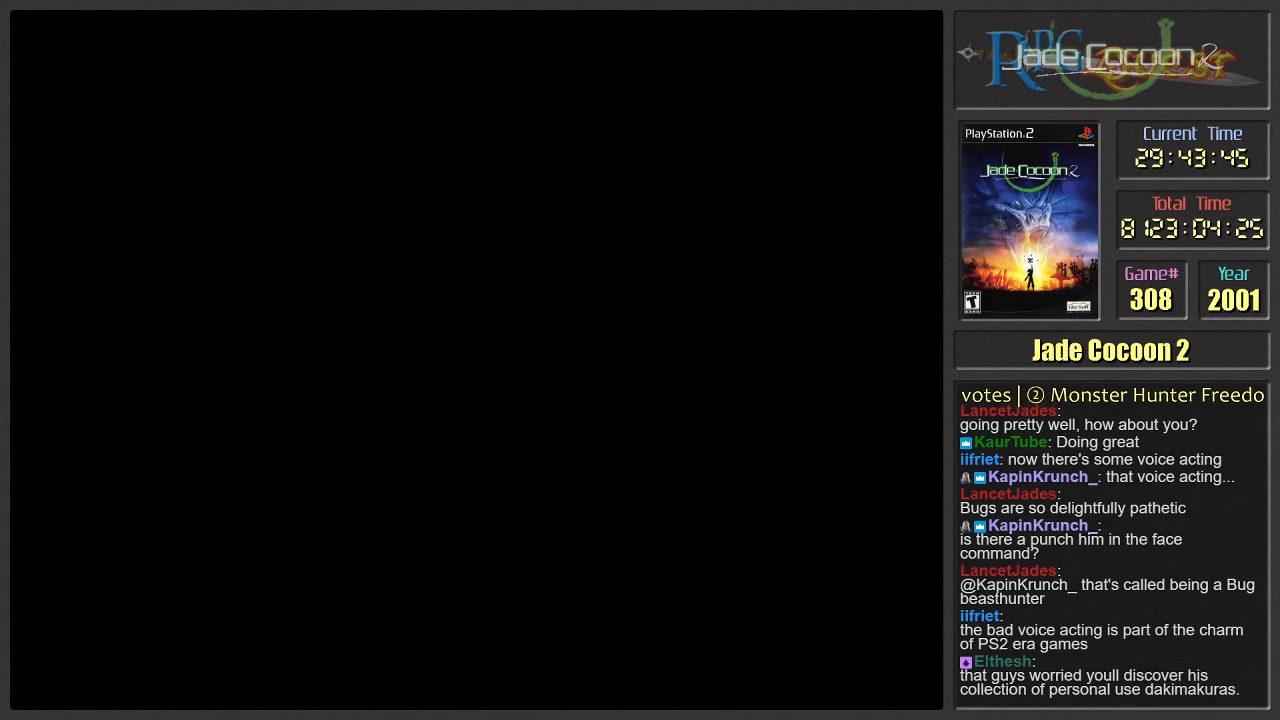 Jade Cocoon 2
PlayStation.2
Jade Cocoon 2
Current Time
29:43:45
Total Time
8123:04:25
Game#
308
Year
2001
Jade Cocoon 2
votes | ② Monster Hunter Freedo
LancetJades:
going pretty well, how about you?
KaurTube: Doing great
iifriet: now there's some voice acting
KapinKrunch_: that voice acting...
LancetJades:
Bugs are so delightfully pathetic
KapinKrunch_:
is there a punch him in the face
command?
LancetJades:
@KapinKrunch_ that's called being a Bug
beasthunter
iifriet:
the bad voice acting is part of the charm
of PS2 era games
Elthesh:
that guys worried youll discover his
collection of personal use dakimakuras.